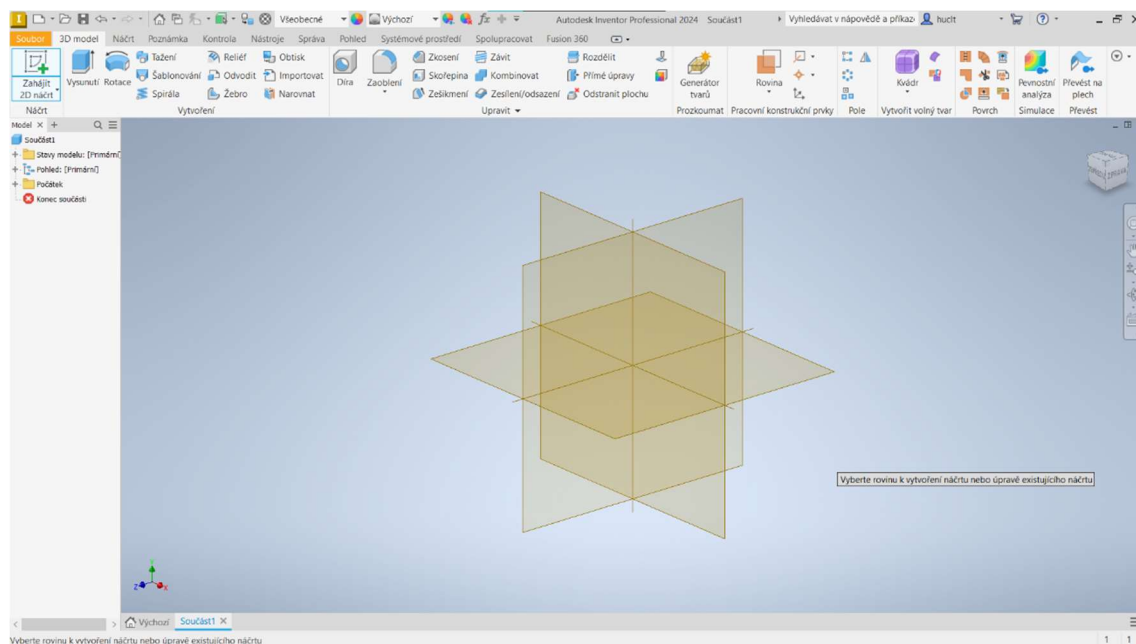 I Všeobecné Výchozí fx Autodesk Inventor Professional 2024 Součást1 Vyhledávat v nápovědě a příkaz huclt
Soubor 3D model Náčrt Poznámka Kontrola Nástroje Správa Pohled Systémové prostředí Spolupracovat Fusion 360
Zahájit 2D náčrt
Vysunutí Rotace
Tažení Reliéf Obtisk
Šablonování Odvodit Importovat
Spirála Žebro Narovnat
Díra Zaoblení
Zkosení Závit Rozdělit
Skořepina Kombinovat Přímé úpravy
Zešikmení Zesílení/odsazení Odstranit plochu
Generátor tvarů
Rovina
Kvádr
Pevnostní analýza
Převést na plech
Náčrt Vytvoření Upravit Prozkoumat Pracovní konstrukční prvky Pole Vytvořit volný tvar Povrch Simulace Převést
Model × +
Součást1
Stavy modelu: [Primární]
Pohled: [Primární]
Počátek
Konec součásti
Vyberte rovinu k vytvoření náčrtu nebo úpravě existujícího náčrtu
Z X
Výchozí Součást1 ×
Vyberte rovinu k vytvoření náčrtu nebo úpravě existujícího náčrtu 1 1